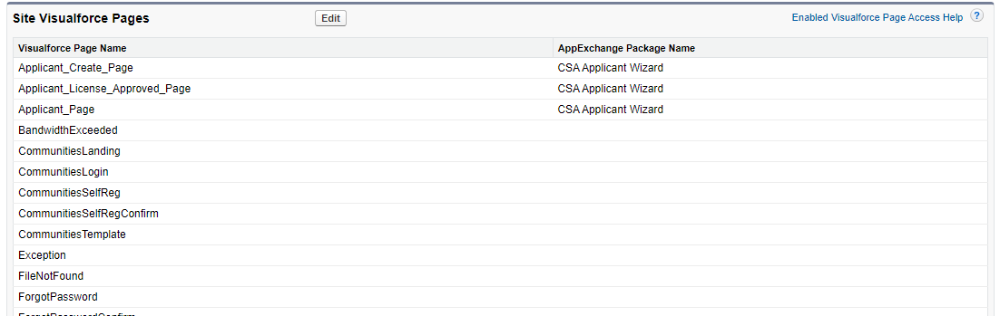 Site Visualforce Pages Edit Enabled Visualforce Page Access Help ?
Visualforce Page Name AppExchange Package Name
Applicant_Create_Page CSA Applicant Wizard
Applicant_License_Approved_Page CSA Applicant Wizard
Applicant_Page CSA Applicant Wizard
BandwidthExceeded
CommunitiesLanding
CommunitiesLogin
CommunitiesSelfReg
CommunitiesSelfRegConfirm
CommunitiesTemplate
Exception
FileNotFound
ForgotPassword